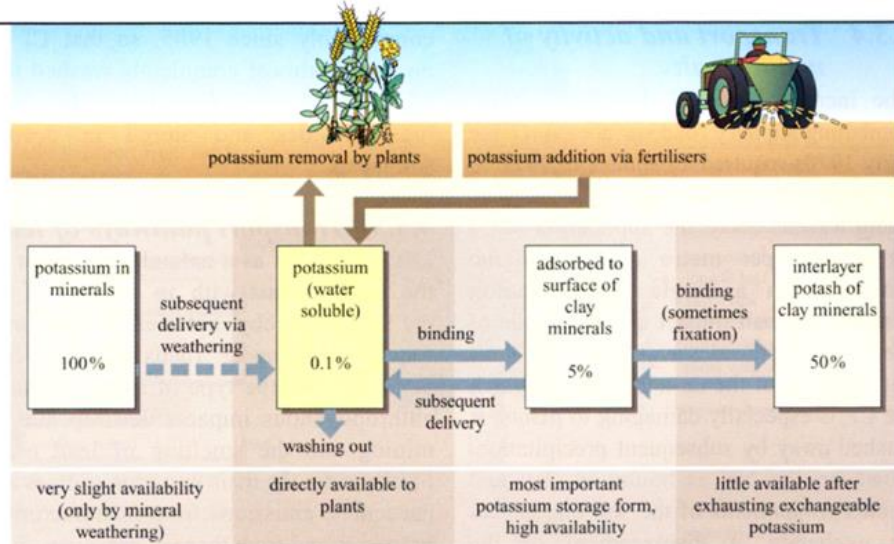 potassium removal by plants
potassium addition via fertilisers
potassium in
minerals
100%
subsequent
delivery via
weathering
potassium
(water
soluble)
0.1%
washing out
binding
subsequent
delivery
adsorbed to
surface of
clay
minerals
5%
binding
(sometimes
fixation)
interlayer
potash of
clay minerals
50%
very slight availability
(only by mineral
weathering)
directly available to
plants
most important
potassium storage form,
high availability
little available after
exhausting exchangeable
potassium